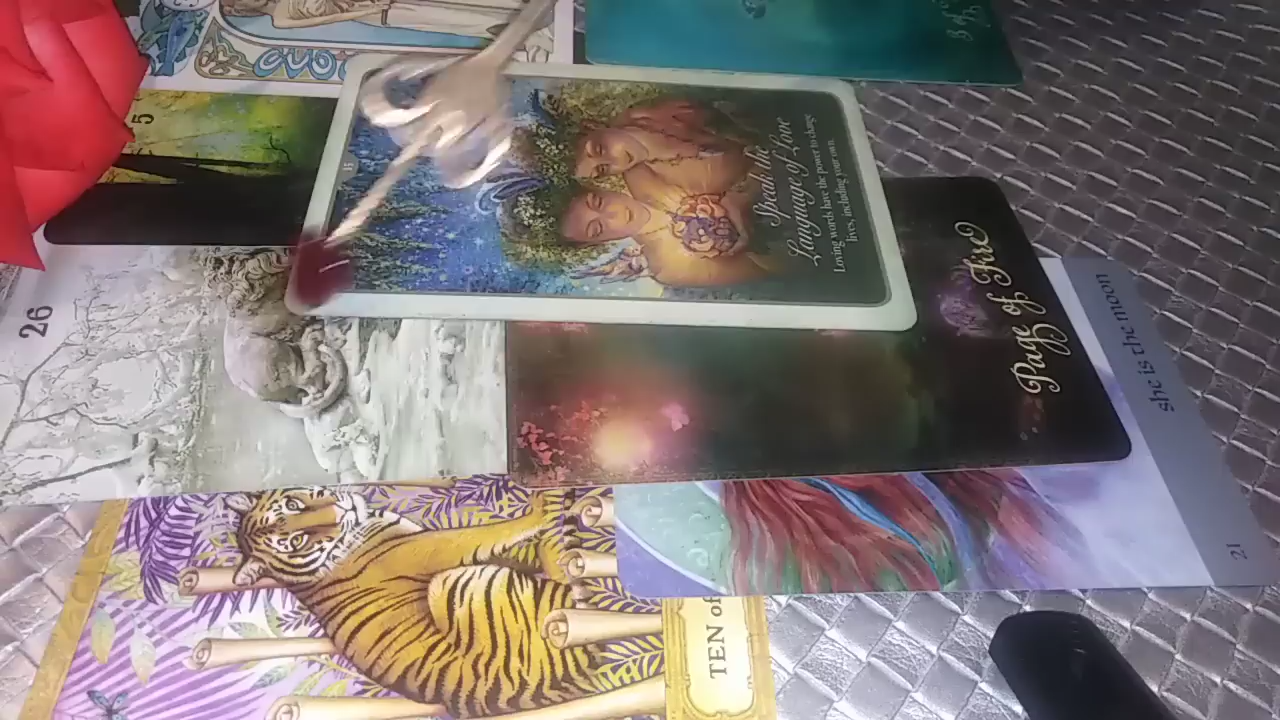 5
26
15
Speak the
Language of Love
Loving words have the power to change
lives, including your own.
Page of Fire
she is the moon
21
TEN of